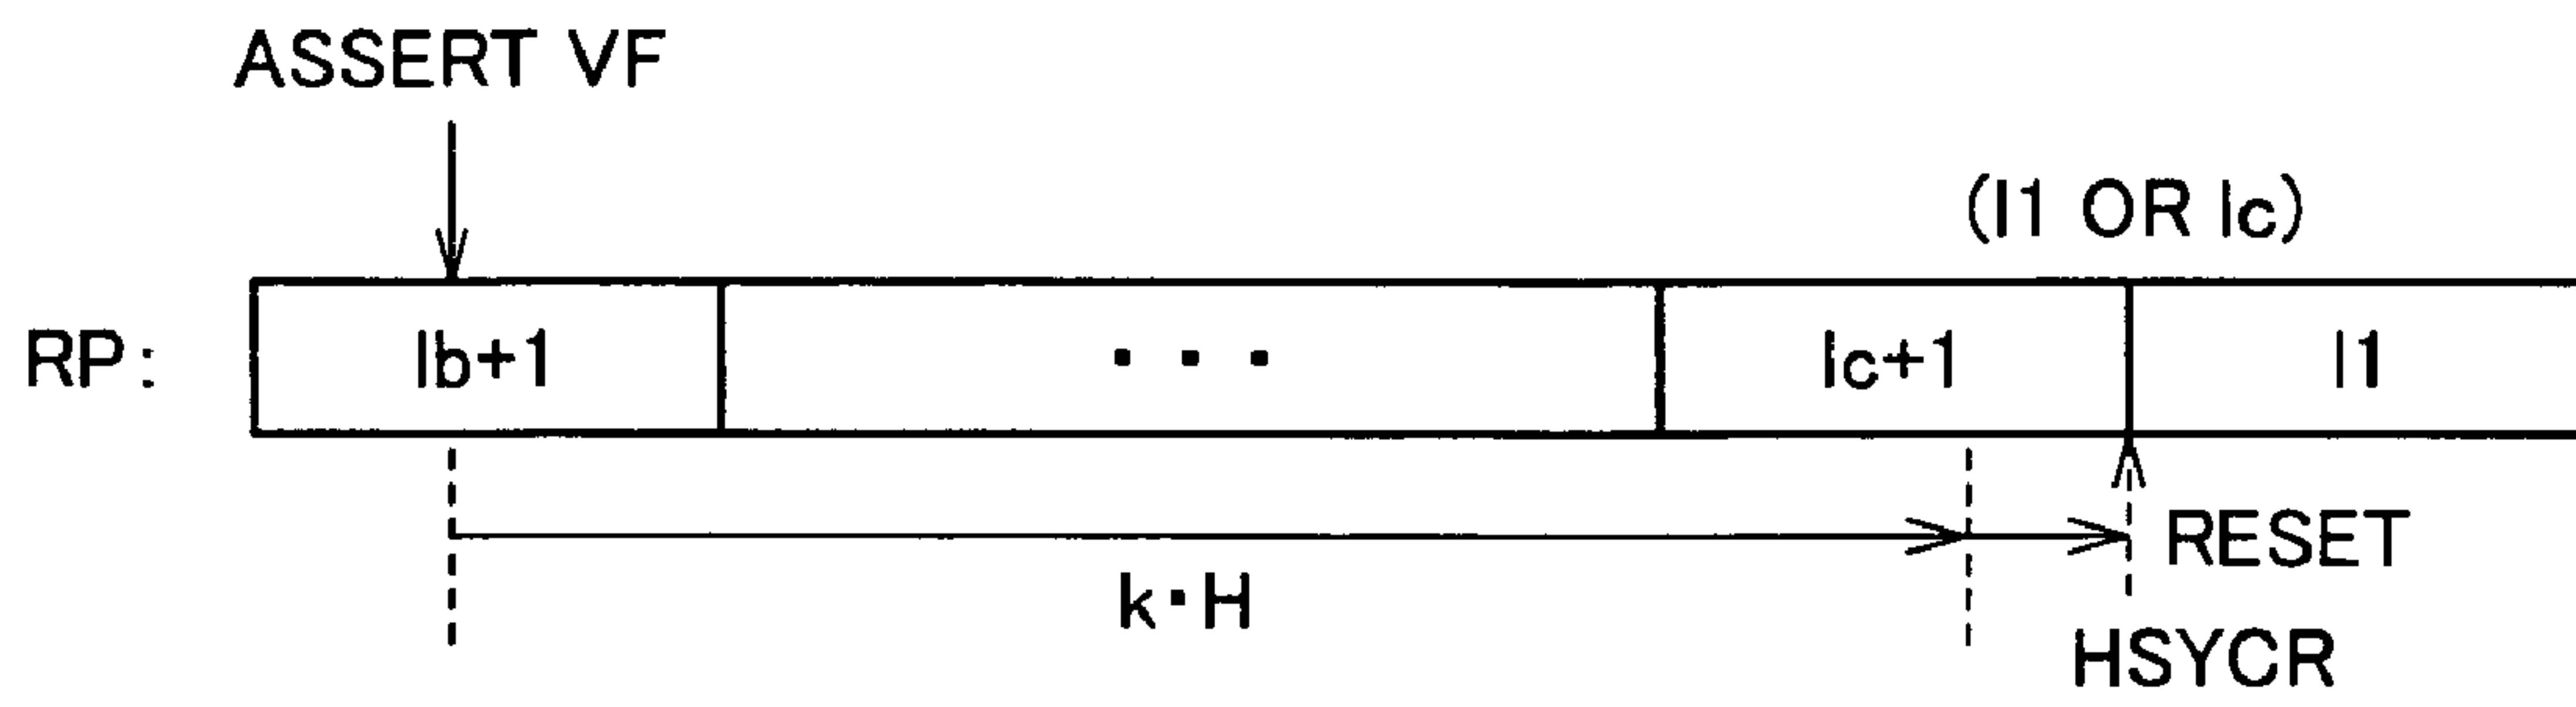 ASSERT VF
(l1 OR lc)
RP: lb+1 ··· lc+1 l1
RESET
k·H
HSYCR